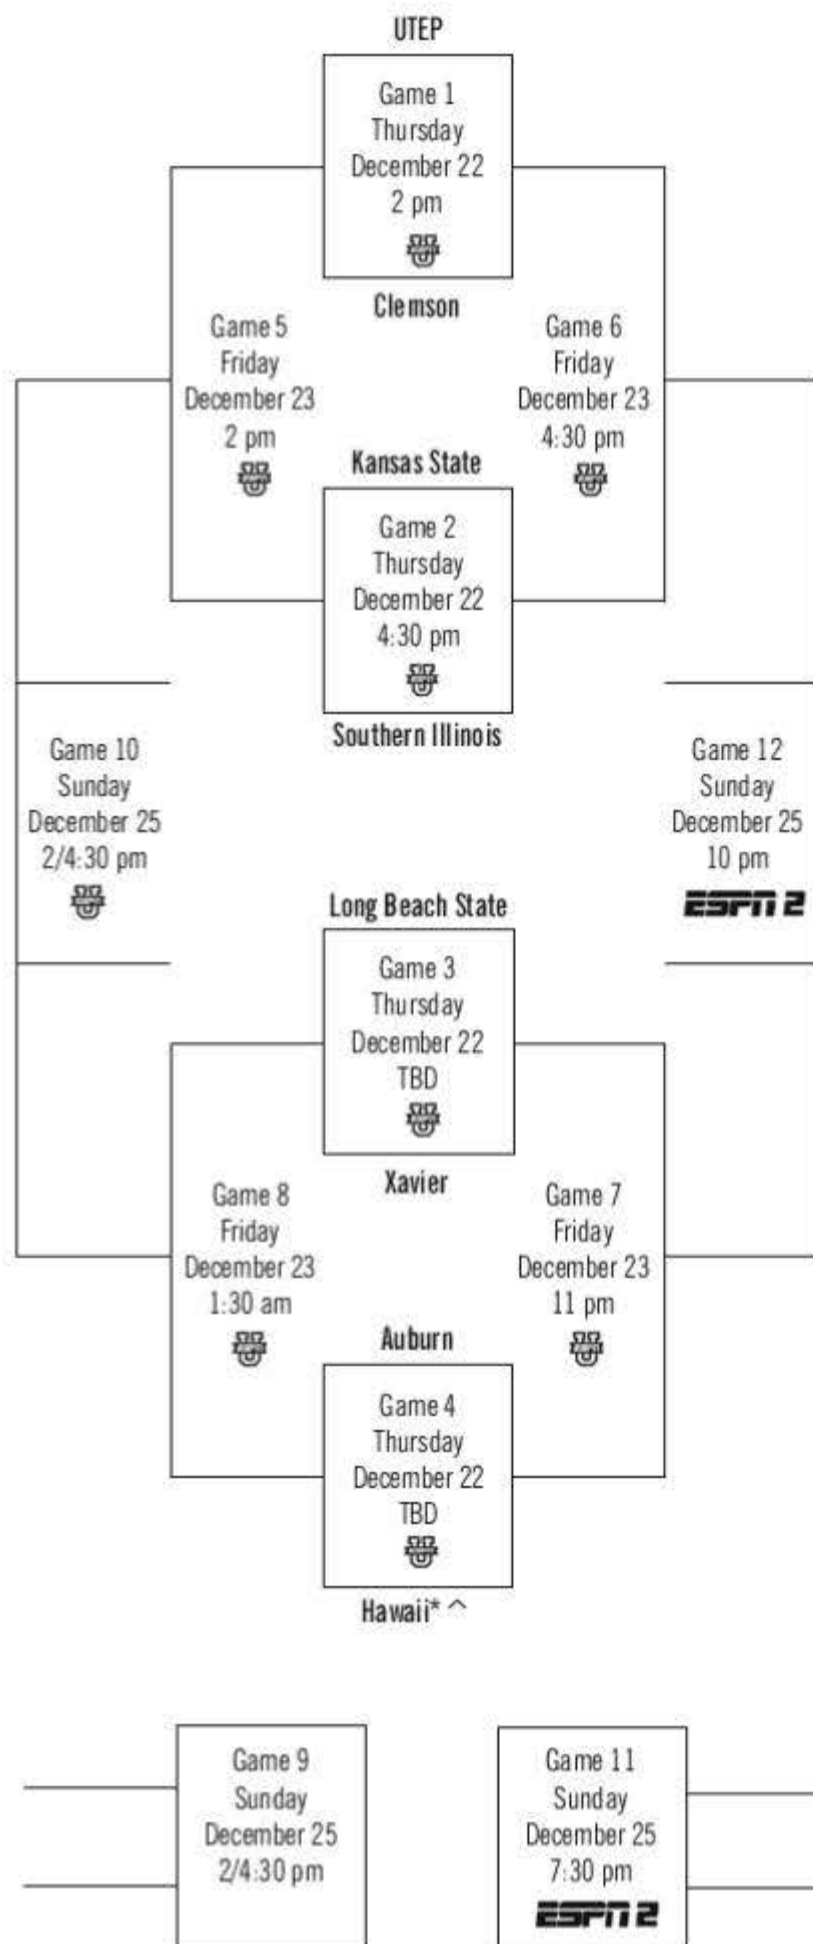 UTEP
Game 1
Thursday
December 22
2 pm
Clemson
Game 5
Friday
December 23
2 pm
Game 6
Friday
December 23
4:30 pm
Kansas State
Game 2
Thursday
December 22
4:30 pm
Southern Illinois
Game 10
Sunday
December 25
2/4:30 pm
Game 12
Sunday
December 25
10 pm
ESPN 2
Long Beach State
Game 3
Thursday
December 22
TBD
Xavier
Game 8
Friday
December 23
1:30 am
Game 7
Friday
December 23
11 pm
Auburn
Game 4
Thursday
December 22
TBD
Hawaii* ^
Game 9
Sunday
December 25
2/4:30 pm
Game 11
Sunday
December 25
7:30 pm
ESPN 2